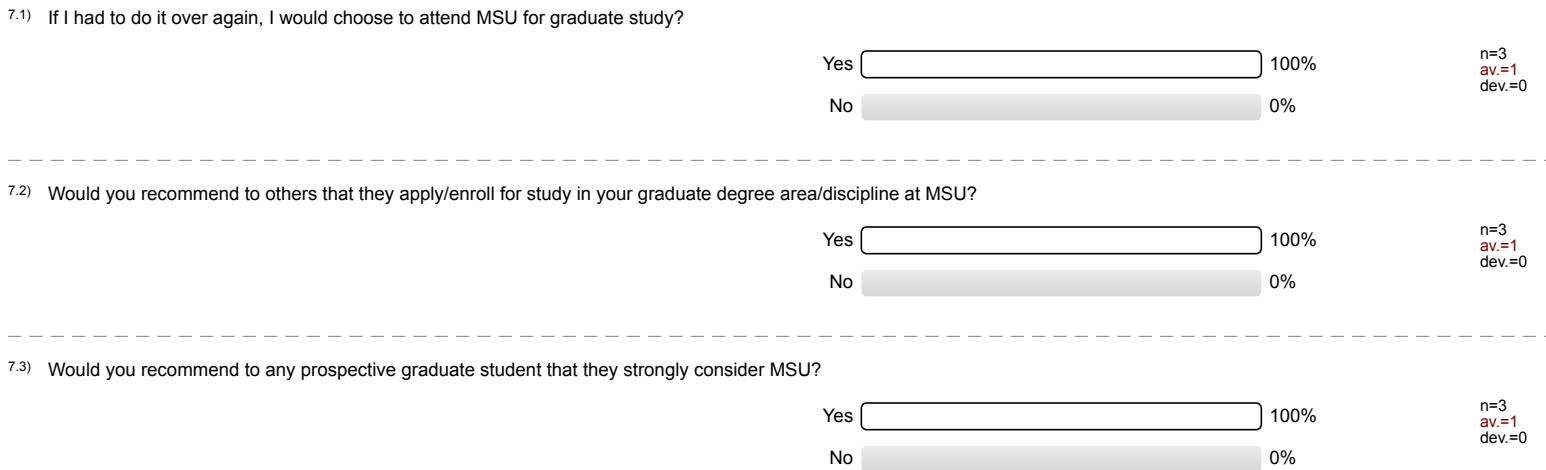 7.1) If I had to do it over again, I would choose to attend MSU for graduate study?
Yes 100%
No 0%
n=3
av.=1
dev.=0
7.2) Would you recommend to others that they apply/enroll for study in your graduate degree area/discipline at MSU?
Yes 100%
No 0%
n=3
av.=1
dev.=0
7.3) Would you recommend to any prospective graduate student that they strongly consider MSU?
Yes 100%
No 0%
n=3
av.=1
dev.=0